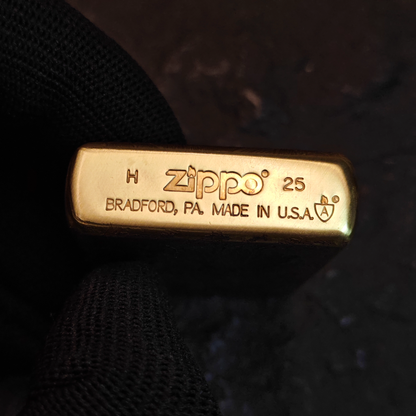 H zippo® 25
BRADFORD, PA. MADE IN U.S.A. A®